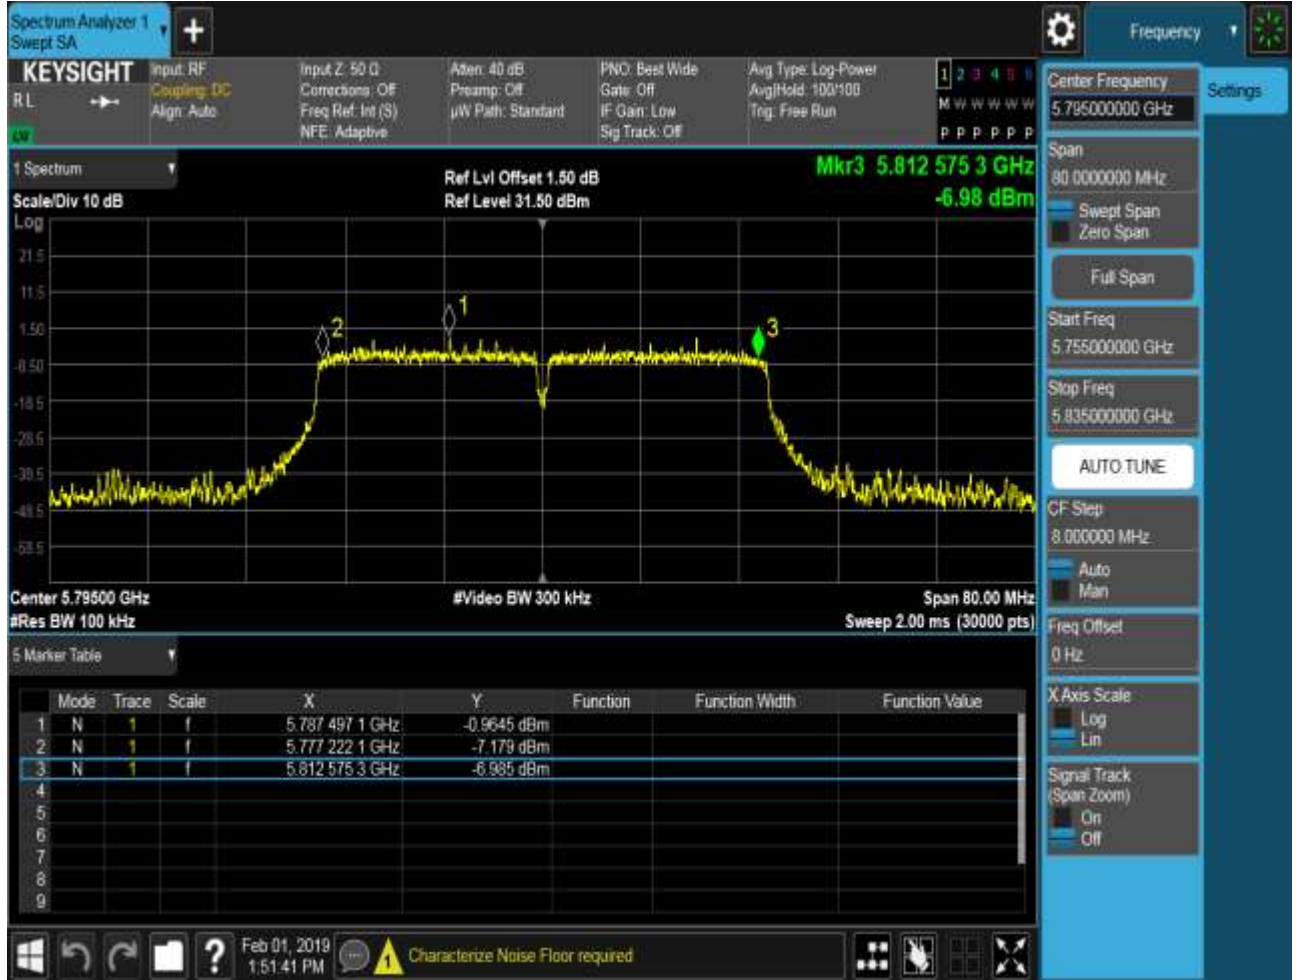 Spectrum Analyzer 1
Swept SA
Frequency
KEYSIGHT
RL
Input: RF
Coupling: DC
Align: Auto
Input Z: 50 Ω
Corrections: Off
Freq Ref: Int (S)
NFE: Adaptive
Atten: 40 dB
Preamp: Off
µW Path: Standard
PNO: Best Wide
Gate: Off
IF Gain: Low
Sig Track: Off
Avg Type: Log-Power
Avg|Hold: 100/100
Trig: Free Run
1 2 3 4 5 6
M W W W W W
P P P P P P
1 Spectrum
Scale/Div 10 dB
Ref Lvl Offset 1.50 dB
Ref Level 31.50 dBm
Mkr3 5.812 575 3 GHz
-6.98 dBm
Log
21.5
11.5
1.50
-8.50
-18.5
-28.5
-38.5
-48.5
-58.5
1
2
3
Center 5.79500 GHz
#Video BW 300 kHz
Span 80.00 MHz
#Res BW 100 kHz
Sweep 2.00 ms (30000 pts)
5 Marker Table
Mode Trace Scale X Y Function Function Width Function Value
1 N 1 f 5.787 497 1 GHz -0.9645 dBm
2 N 1 f 5.777 222 1 GHz -7.179 dBm
3 N 1 f 5.812 575 3 GHz -6.985 dBm
4
5
6
7
8
9
Feb 01, 2019
1:51:41 PM
1
Characterize Noise Floor required
Settings
Center Frequency
5.795000000 GHz
Span
80.0000000 MHz
Swept Span
Zero Span
Full Span
Start Freq
5.755000000 GHz
Stop Freq
5.835000000 GHz
AUTO TUNE
CF Step
8.000000 MHz
Auto
Man
Freq Offset
0 Hz
X Axis Scale
Log
Lin
Signal Track
(Span Zoom)
On
Off